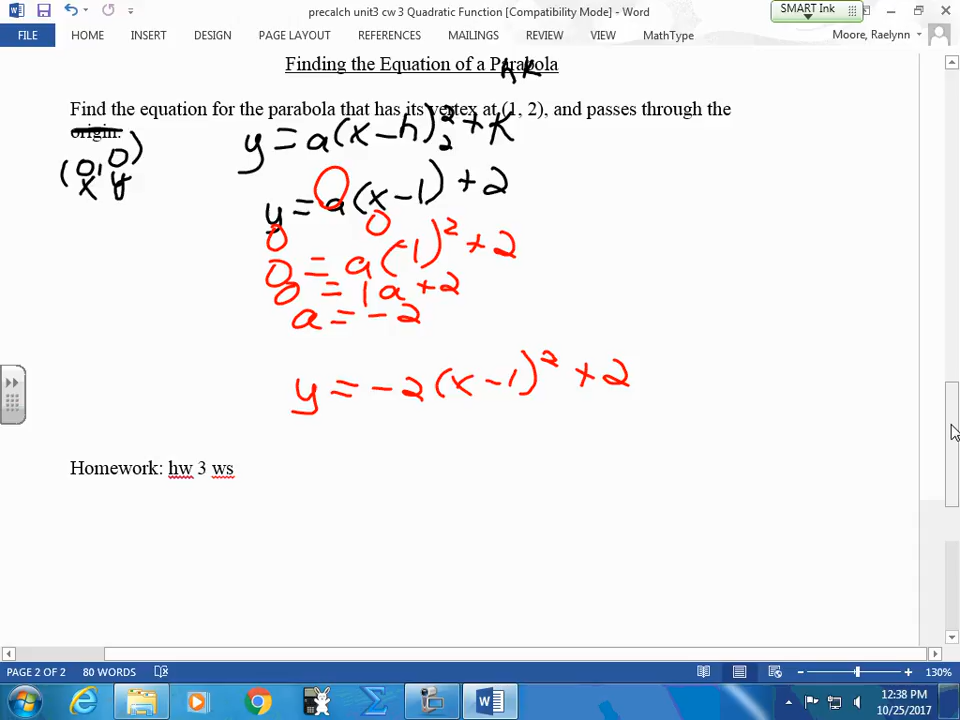 precalch unit3 cw 3 Quadratic Function [Compatibility Mode] - Word
SMART Ink
FILE HOME INSERT DESIGN PAGE LAYOUT REFERENCES MAILINGS REVIEW VIEW MathType Moore, Raelynn
Finding the Equation of a Parabola
h k
Find the equation for the parabola that has its vertex at (1, 2), and passes through the
origin.
(0, 0)
x y
y = a(x-h)² + K
y = a(x-1)² + 2
0 0
0 = a(-1)² + 2
0 = 1a + 2
a = -2
y = -2(x-1)² + 2
Homework: hw 3 ws
PAGE 2 OF 2 80 WORDS 130%
12:38 PM
10/25/2017